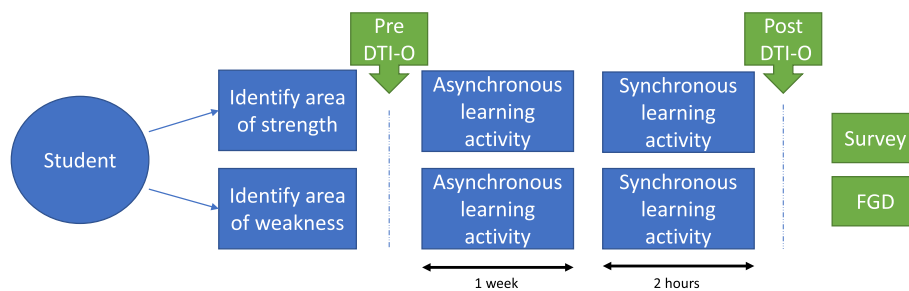 Pre
DTI-O
Post
DTI-O
Student
Identify area
of strength
Asynchronous
learning
activity
Synchronous
learning
activity
Identify area
of weakness
Asynchronous
learning
activity
Synchronous
learning
activity
Survey
FGD
1 week
2 hours